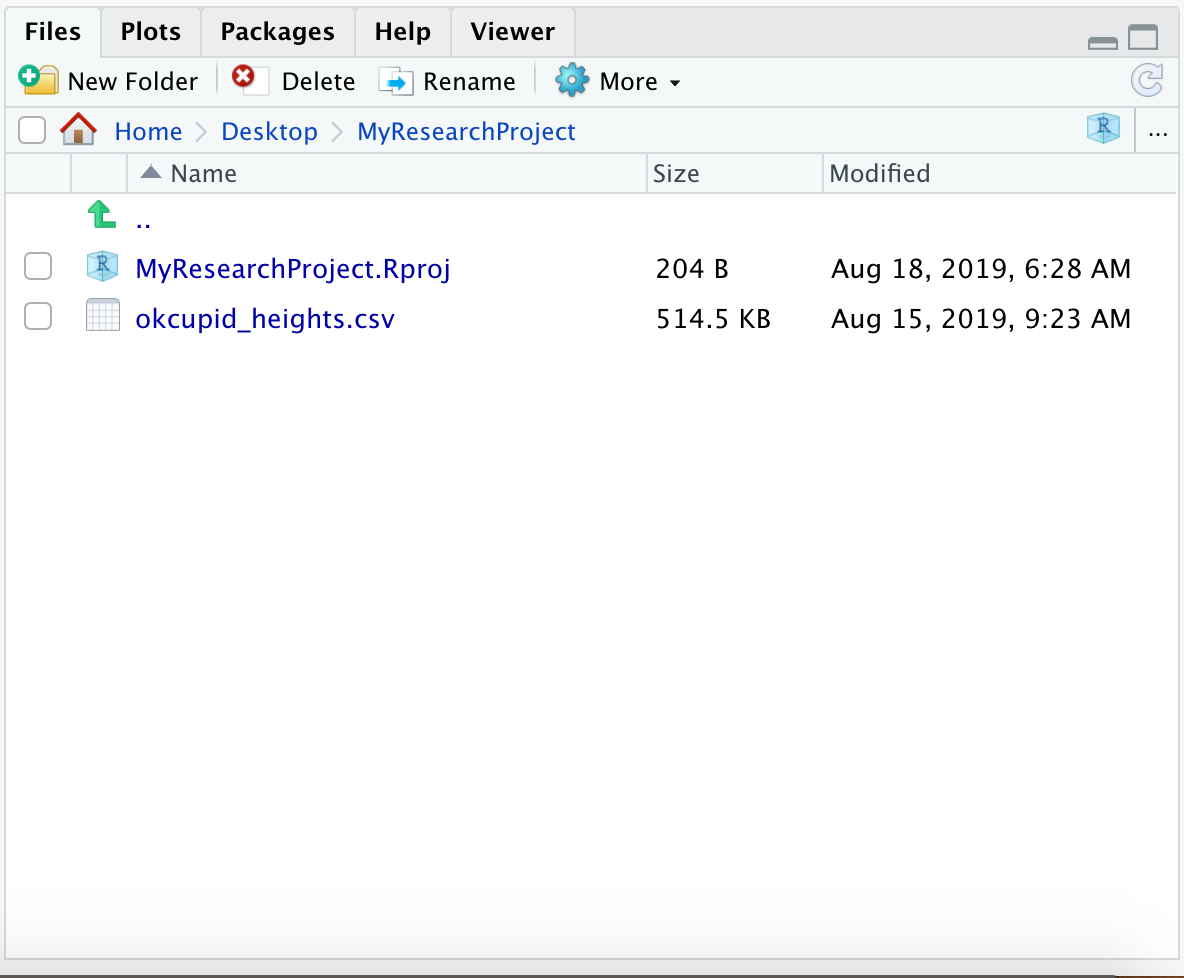 Files Plots Packages Help Viewer
New Folder Delete Rename More
Home Desktop MyResearchProject R ...
Name Size Modified
..
R MyResearchProject.Rproj 204 B Aug 18, 2019, 6:28 AM
okcupid_heights.csv 514.5 KB Aug 15, 2019, 9:23 AM